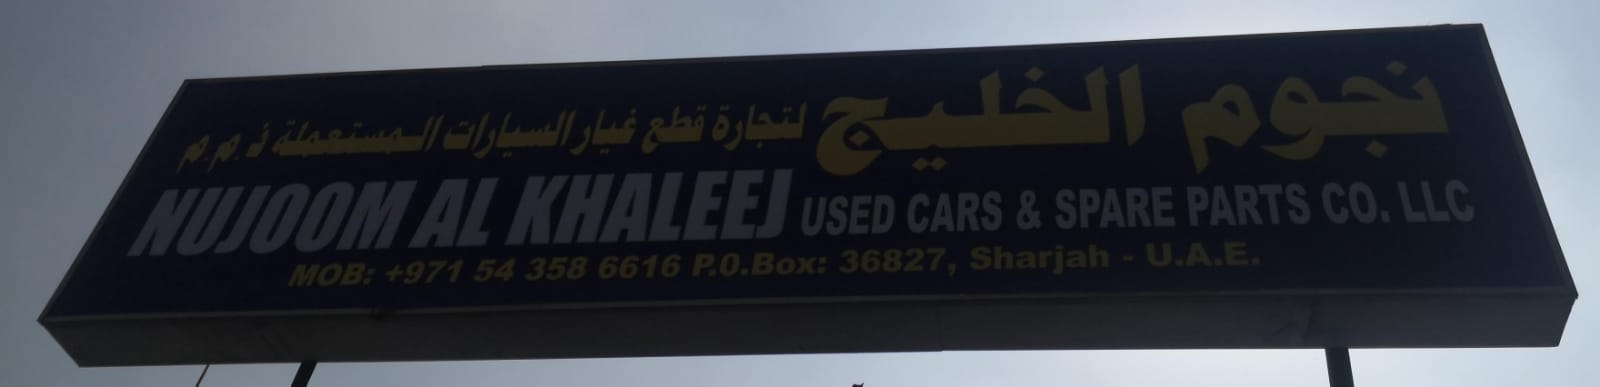 نجوم الخليج لتجارة قطع غيار السيارات المستعملة ذ.م.م
NUJOOM AL KHALEEJ USED CARS & SPARE PARTS CO. LLC
MOB: +971 54 358 6616 P.O.Box: 36827, Sharjah - U.A.E.